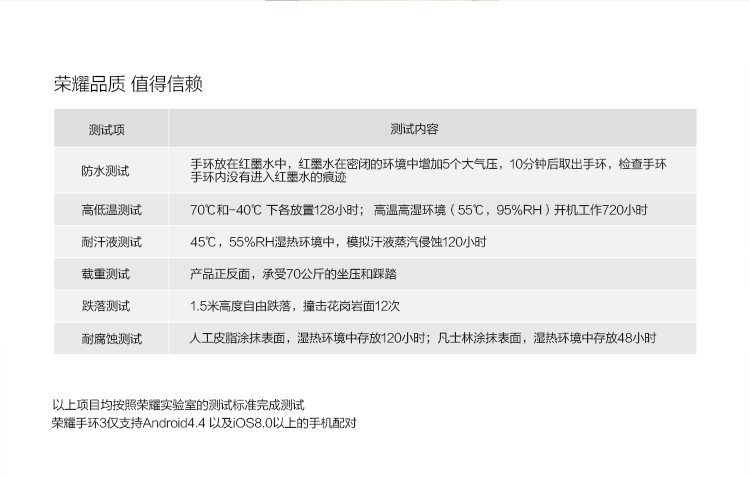 荣耀品质 值得信赖
测试项 测试内容
防水测试 手环放在红墨水中，红墨水在密闭的环境中增加5个大气压，10分钟后取出手环，检查手环
手环内没有进入红墨水的痕迹
高低温测试 70℃和-40℃ 下各放置128小时； 高温高湿环境（55℃，95%RH）开机工作720小时
耐汗液测试 45℃，55%RH湿热环境中，模拟汗液蒸汽侵蚀120小时
载重测试 产品正反面，承受70公斤的坐压和踩踏
跌落测试 1.5米高度自由跌落，撞击花岗岩面12次
耐腐蚀测试 人工皮脂涂抹表面，湿热环境中存放120小时；凡士林涂抹表面，湿热环境中存放48小时
以上项目均按照荣耀实验室的测试标准完成测试
荣耀手环3仅支持Android4.4 以及iOS8.0以上的手机配对